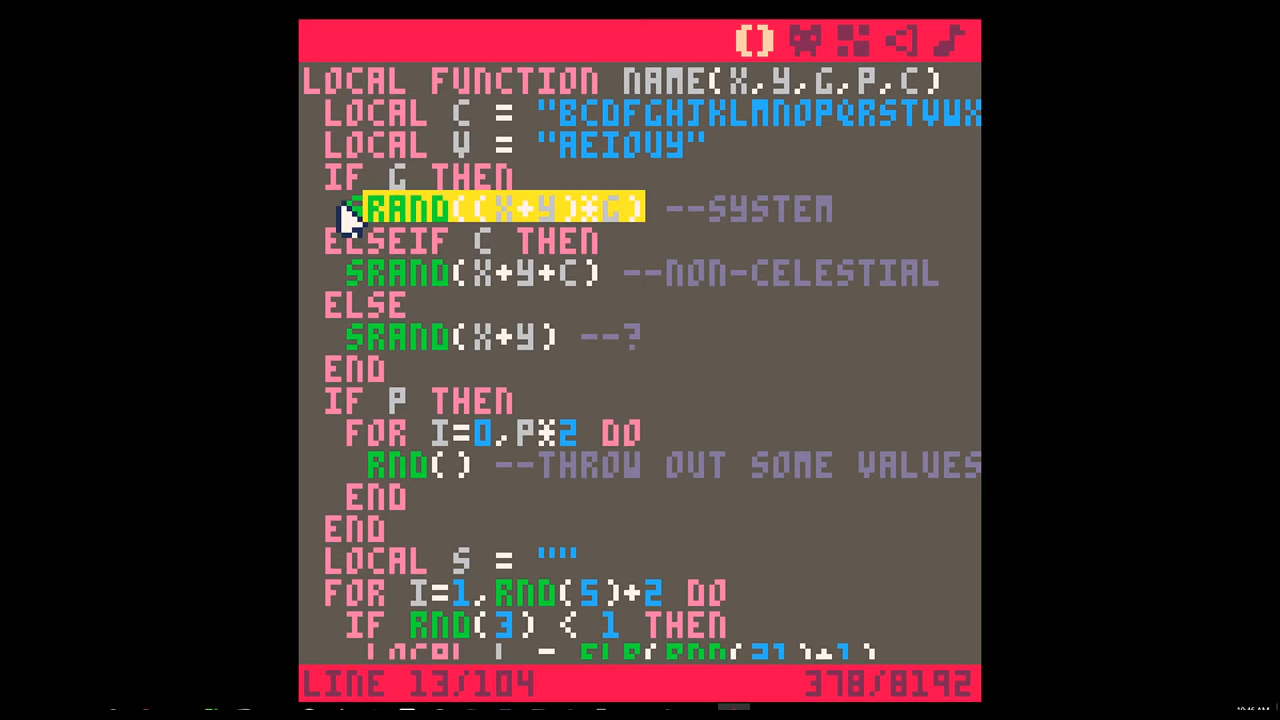 LOCAL FUNCTION NAME(X,Y,G,P,C)
LOCAL C = "BCDFGHJKLMNOPQRSTVWX
LOCAL V = "AEIOUY"
IF G THEN
SRAND((X+Y)*G) --SYSTEM
ELSEIF C THEN
SRAND(X+Y+C) --NON-CELESTIAL
ELSE
SRAND(X+Y) --?
END
IF P THEN
FOR I=0,P*2 DO
RND() --THROW OUT SOME VALUES
END
END
LOCAL S = ""
FOR I=1,RND(5)+2 DO
IF RND(3) < 1 THEN
LINE 13/104
378/8192